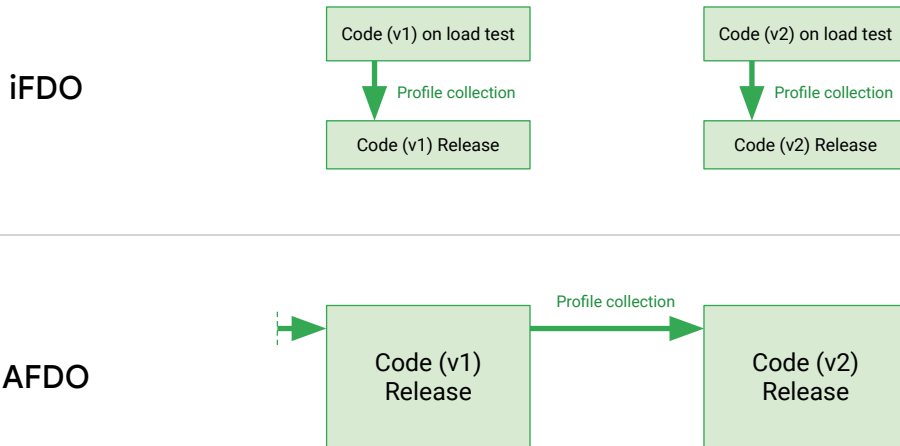 iFDO
Code (v1) on load test
Code (v2) on load test
Profile collection
Profile collection
Code (v1) Release
Code (v2) Release
AFDO
Profile collection
Code (v1)
Release
Code (v2)
Release